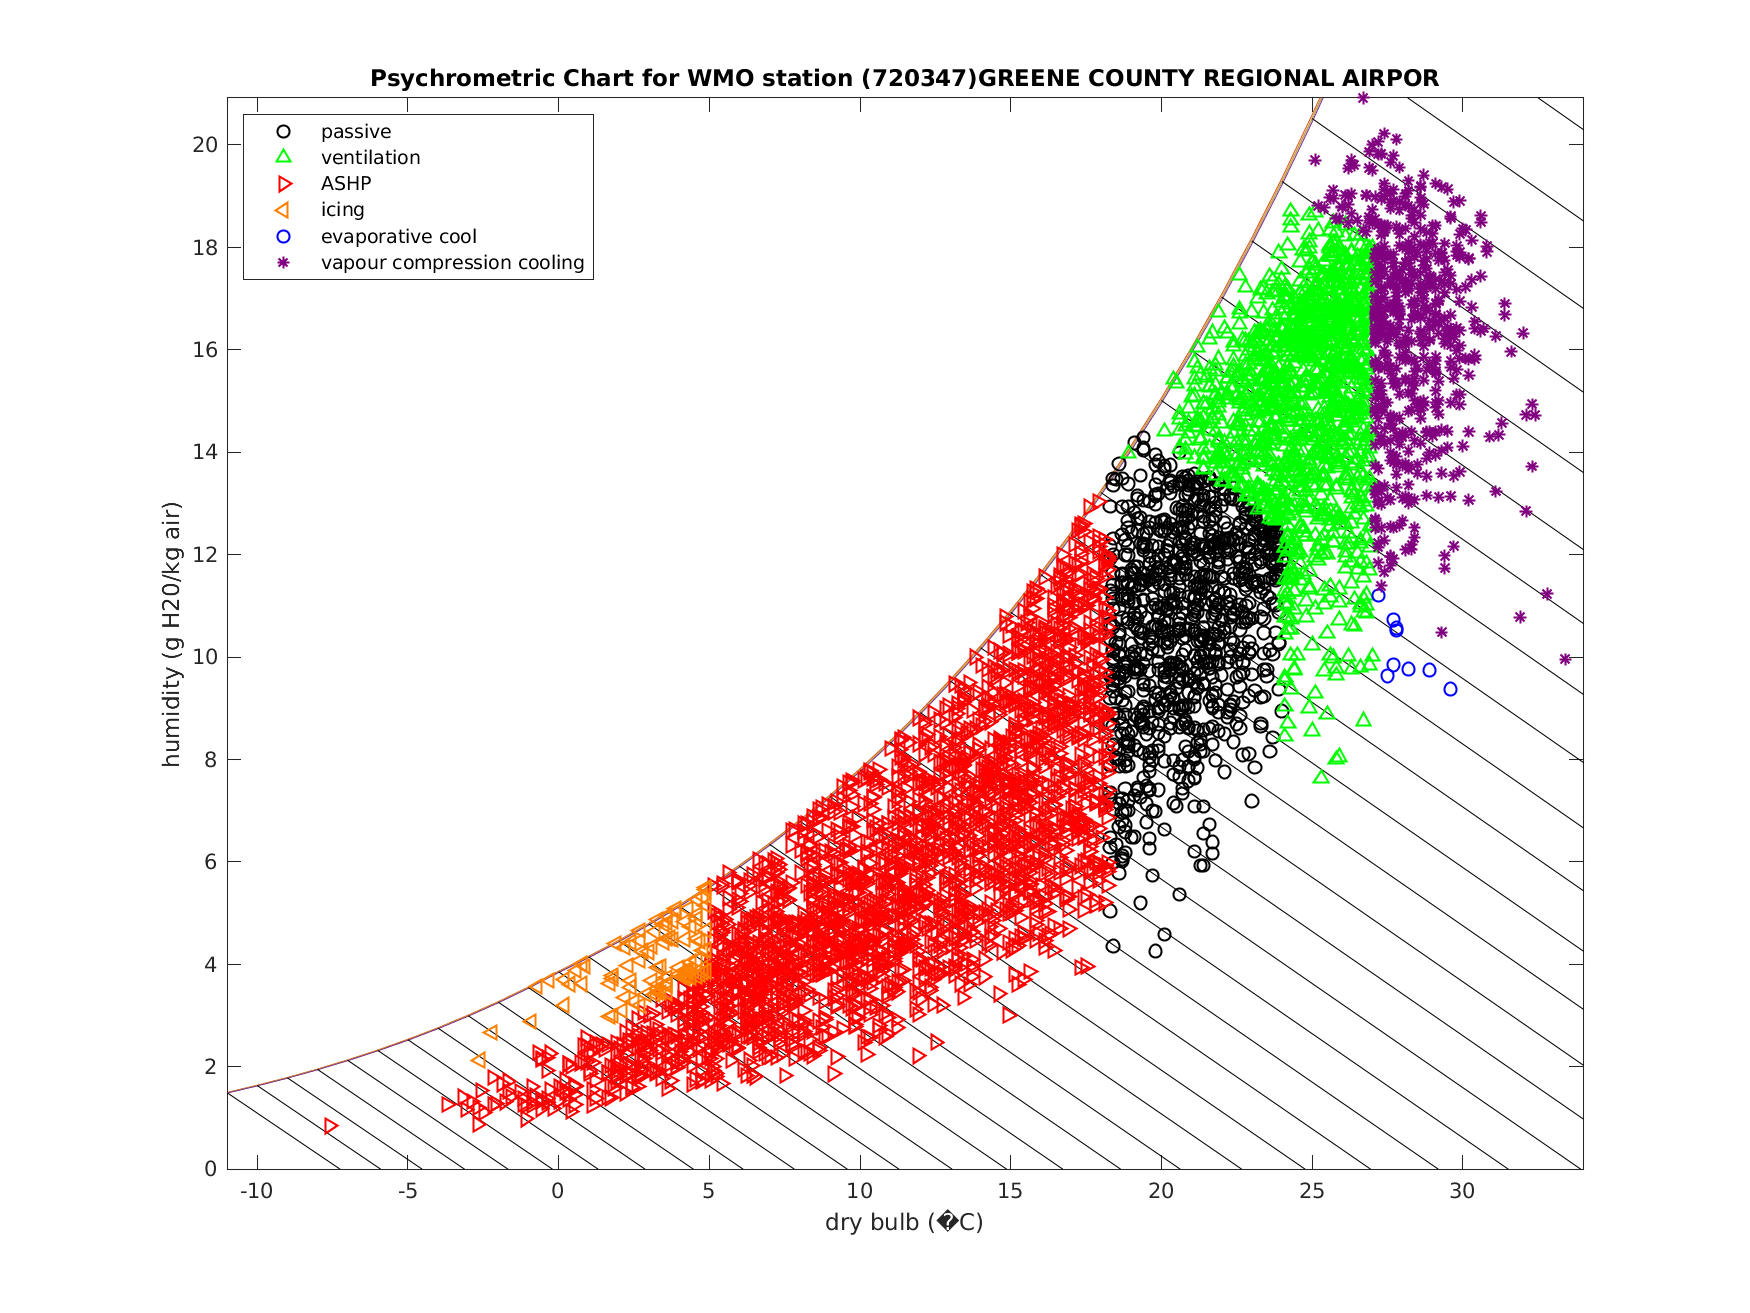 Psychrometric Chart for WMO station (720347)GREENE COUNTY REGIONAL AIRPOR
passive
ventilation
ASHP
icing
evaporative cool
vapour compression cooling
20
18
16
14
12
10
8
6
4
2
0
humidity (g H20/kg air)
-10 -5 0 5 10 15 20 25 30
dry bulb (�C)